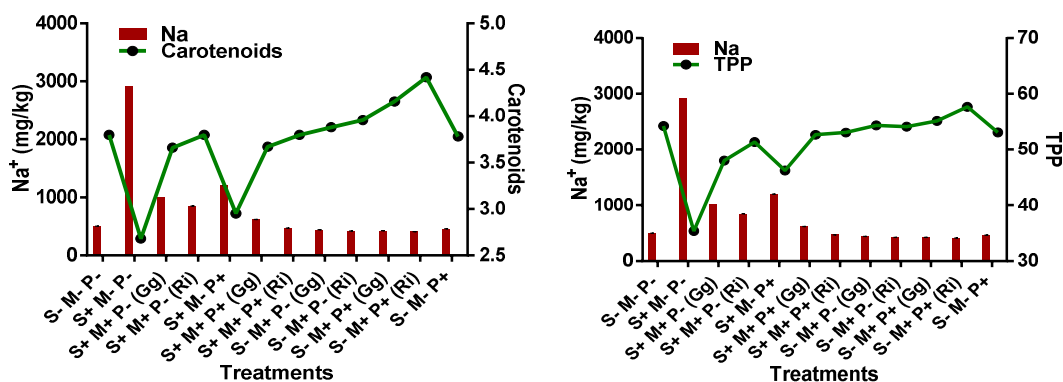 4000
3000
2000
1000
0
Na+ (mg/kg)
Na
Carotenoids
5.0
4.5
4.0
3.5
3.0
2.5
Carotenoids
S- M- P-
S+ M- P-
S+ M+ P- (Gg)
S+ M+ P- (Ri)
S+ M- P+
S+ M+ P+ (Gg)
S+ M+ P+ (Ri)
S- M+ P- (Gg)
S- M+ P- (Ri)
S- M+ P+ (Gg)
S- M+ P+ (Ri)
S- M- P+
Treatments
4000
3000
2000
1000
0
Na+ (mg/kg)
Na
TPP
70
60
50
40
30
TPP
S- M- P-
S+ M- P-
S+ M+ P- (Gg)
S+ M+ P- (Ri)
S+ M- P+
S+ M+ P+ (Gg)
S+ M+ P+ (Ri)
S- M+ P- (Gg)
S- M+ P- (Ri)
S- M+ P+ (Gg)
S- M+ P+ (Ri)
S- M- P+
Treatments